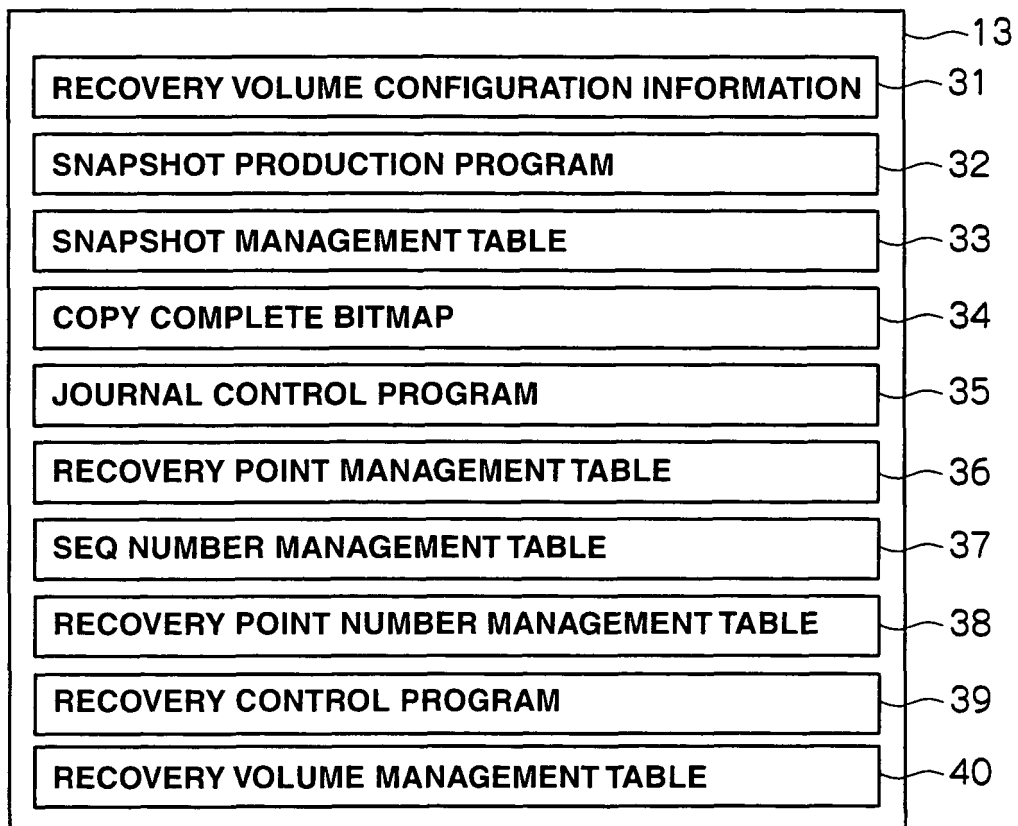 13
RECOVERY VOLUME CONFIGURATION INFORMATION 31
SNAPSHOT PRODUCTION PROGRAM 32
SNAPSHOT MANAGEMENT TABLE 33
COPY COMPLETE BITMAP 34
JOURNAL CONTROL PROGRAM 35
RECOVERY POINT MANAGEMENT TABLE 36
SEQ NUMBER MANAGEMENT TABLE 37
RECOVERY POINT NUMBER MANAGEMENT TABLE 38
RECOVERY CONTROL PROGRAM 39
RECOVERY VOLUME MANAGEMENT TABLE 40